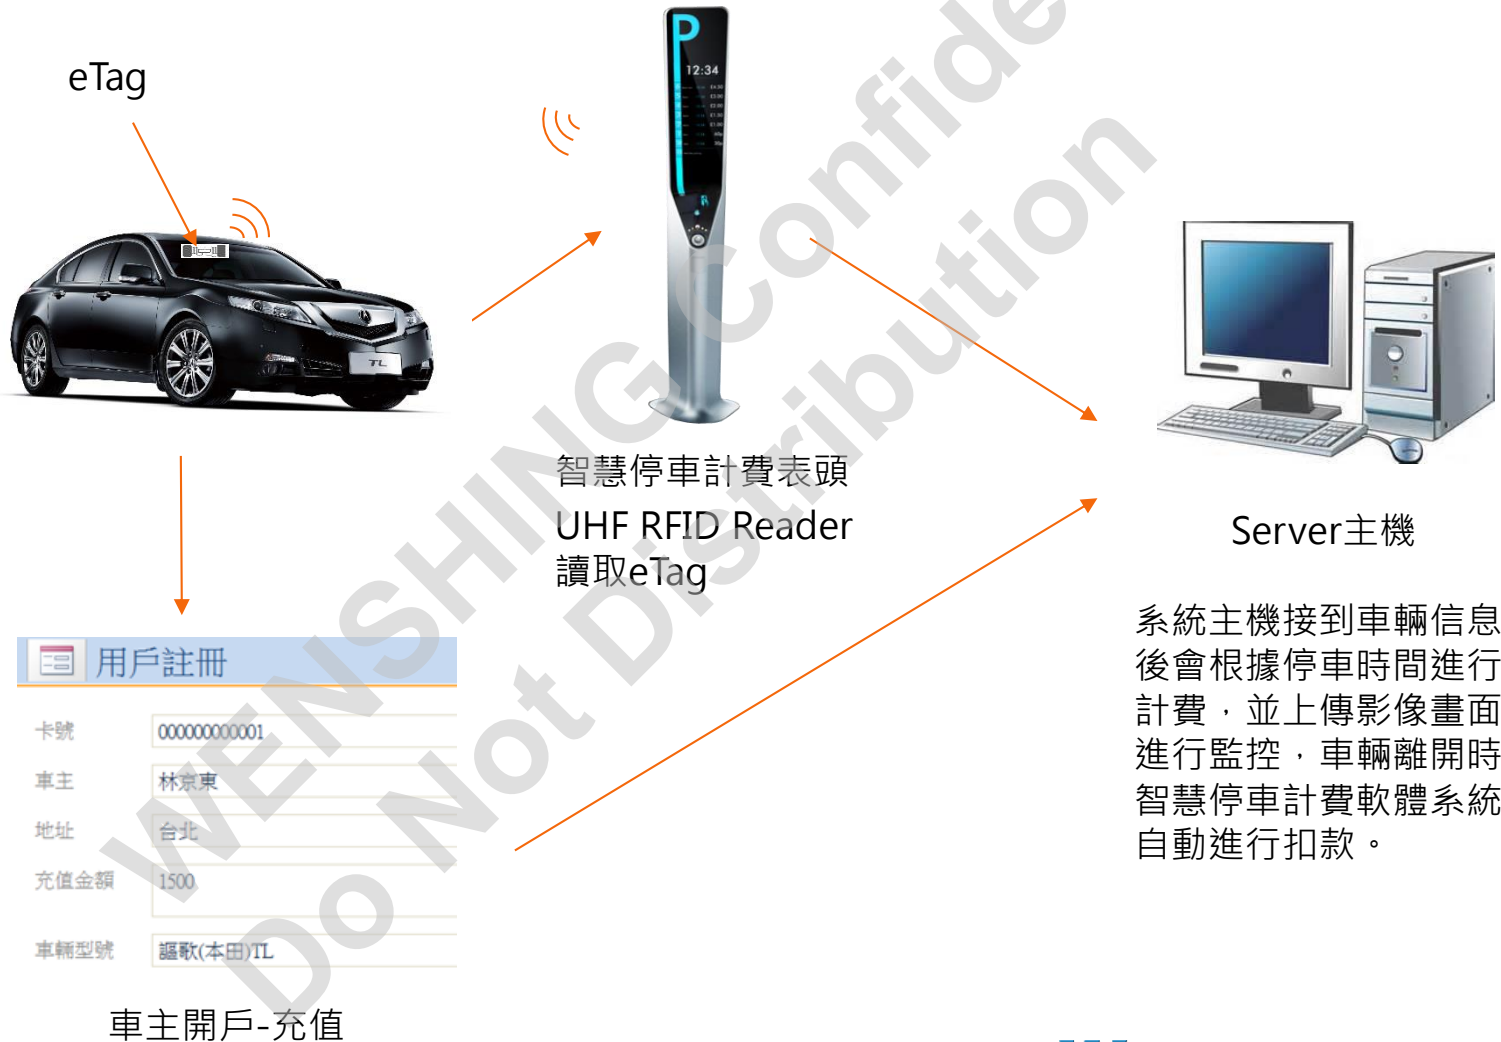 eTag
P
12:34
TL
智慧停車計費表頭
UHF RFID Reader
讀取eTag
Server主機
系統主機接到車輛信息
後會根據停車時間進行
計費，並上傳影像畫面
進行監控，車輛離開時
智慧停車計費軟體系統
自動進行扣款。
用戶註冊
卡號 000000000001
車主 林京東
地址 台北
充值金額 1500
車輛型號 謳歌(本田)TL
車主開戶-充值
WENSHING Confide
Do Not Distribution